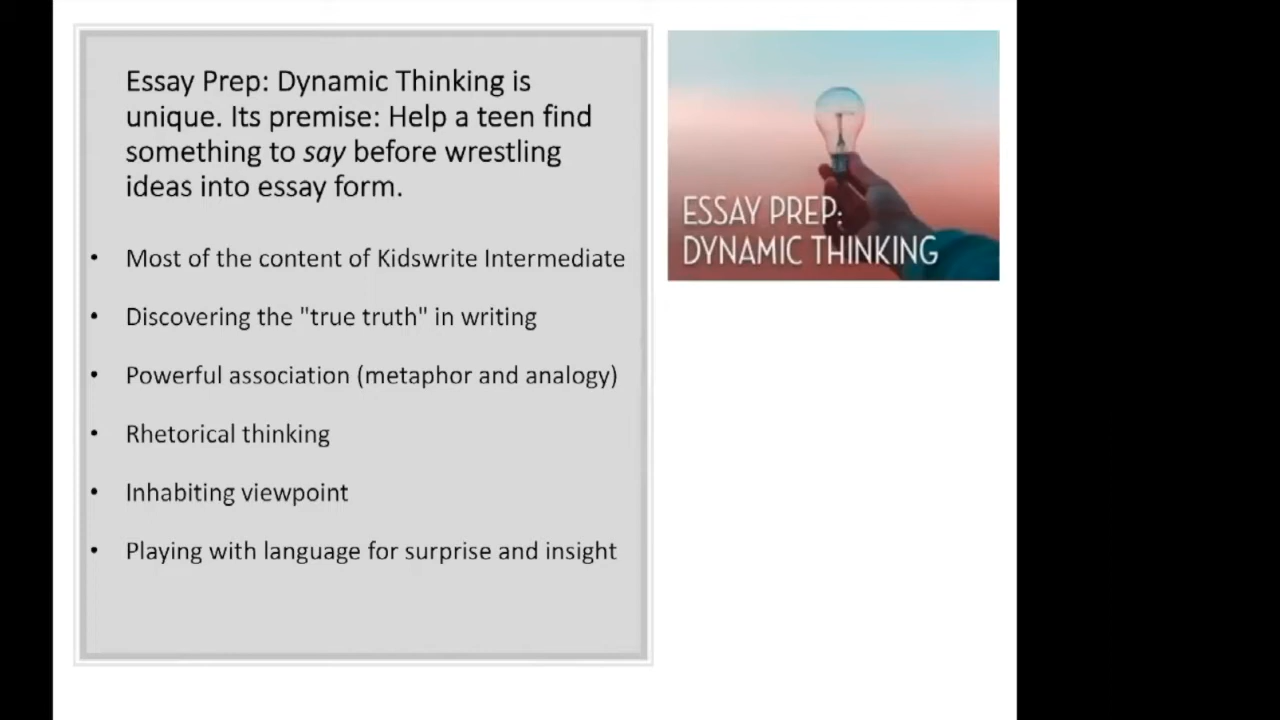 Essay Prep: Dynamic Thinking is
unique. Its premise: Help a teen find
something to say before wrestling
ideas into essay form.
• Most of the content of Kidswrite Intermediate
• Discovering the "true truth" in writing
• Powerful association (metaphor and analogy)
• Rhetorical thinking
• Inhabiting viewpoint
• Playing with language for surprise and insight
ESSAY PREP:
DYNAMIC THINKING